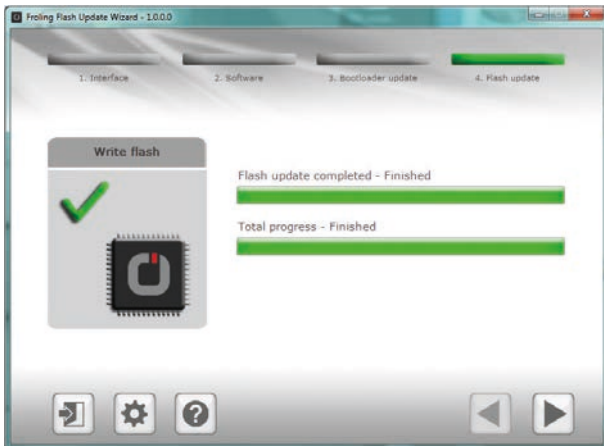 Froling Flash Update Wizard - 1.0.0.0
1. Interface
2. Software
3. Bootloader update
4. Flash update
Write flash
Flash update completed - Finished
Total progress - Finished